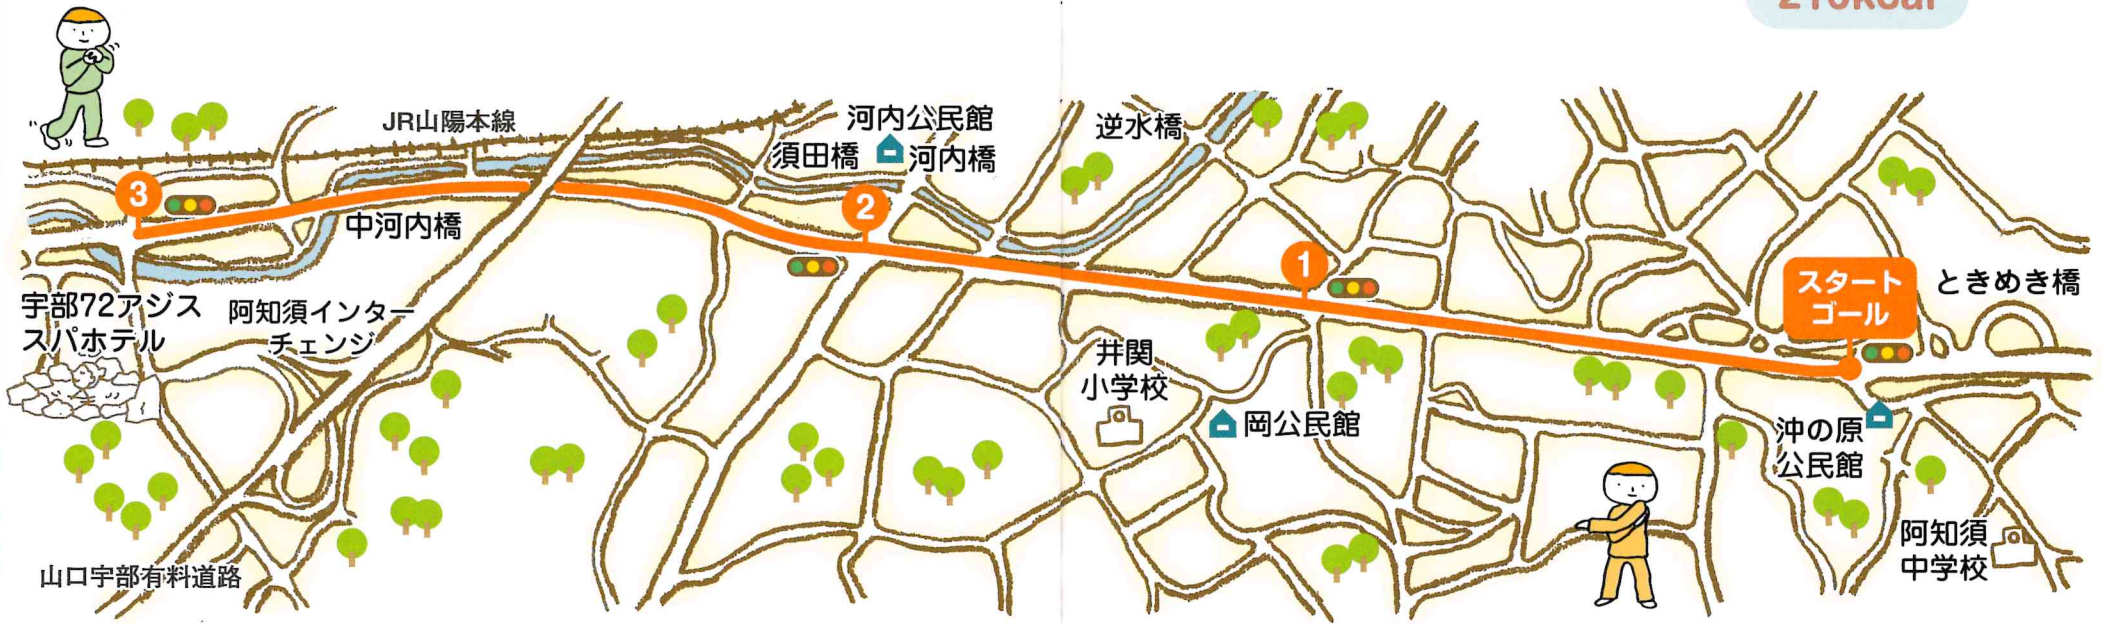 210kcal
JR山陽本線
河内公民館
須田橋
河内橋
逆水橋
3
中河内橋
2
1
スタート
ゴール
ときめき橋
宇部72アジス
スパホテル
阿知須インター
チェンジ
井関
小学校
岡公民館
沖の原
公民館
阿知須
中学校
山口宇部有料道路